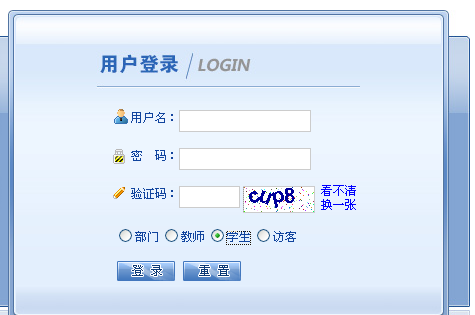 用户登录 LOGIN
用户名：
密 码：
验证码： cup8 看不清
换一张
部门 教师 学生 访客
登 录 重 置